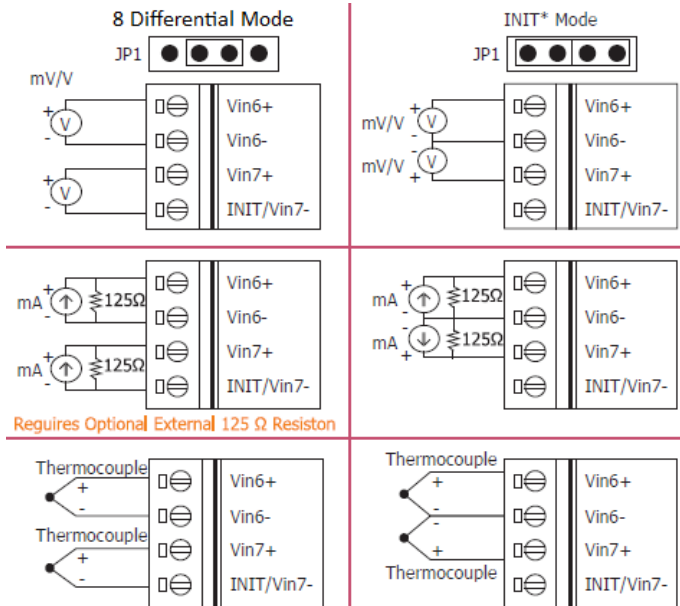 8 Differential Mode
JP1
mV/V
+
V
-
+
V
-
Vin6+
Vin6-
Vin7+
INIT/Vin7-
INIT* Mode
JP1
mV/V
+
V
-
mV/V
-
V
+
Vin6+
Vin6-
Vin7+
INIT/Vin7-
mA
+
-
125Ω
mA
+
-
125Ω
Vin6+
Vin6-
Vin7+
INIT/Vin7-
Reguires Optional External 125 Ω Resiston
mA
+
-
125Ω
mA
-
+
125Ω
Vin6+
Vin6-
Vin7+
INIT/Vin7-
Thermocouple
+
-
Thermocouple
+
-
Vin6+
Vin6-
Vin7+
INIT/Vin7-
Thermocouple
+
-
-
+
Thermocouple
Vin6+
Vin6-
Vin7+
INIT/Vin7-